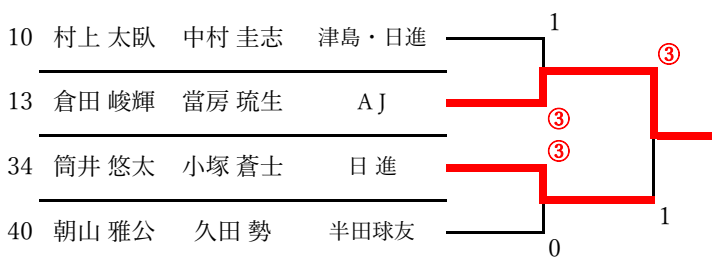 10 村上 太臥 中村 圭志 津島・日進 1
③
13 倉田 峻輝 當房 琉生 AJ ③
34 筒井 悠太 小塚 蒼士 日 進 ③
1
40 朝山 雅公 久田 勢 半田球友 0